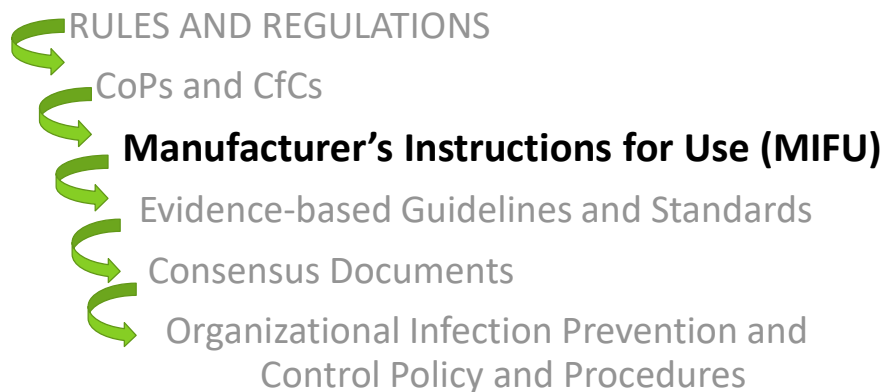 RULES AND REGULATIONS
CoPs and CfCs
Manufacturer’s Instructions for Use (MIFU)
Evidence-based Guidelines and Standards
Consensus Documents
Organizational Infection Prevention and
Control Policy and Procedures